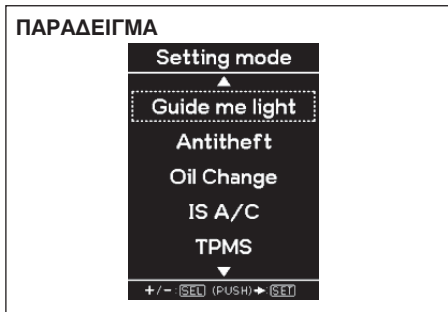 ΠΑΡΑΔΕΙΓΜΑ
Setting mode
Guide me light
Antitheft
Oil Change
IS A/C
TPMS
+/-:SEL (PUSH)➔:SET